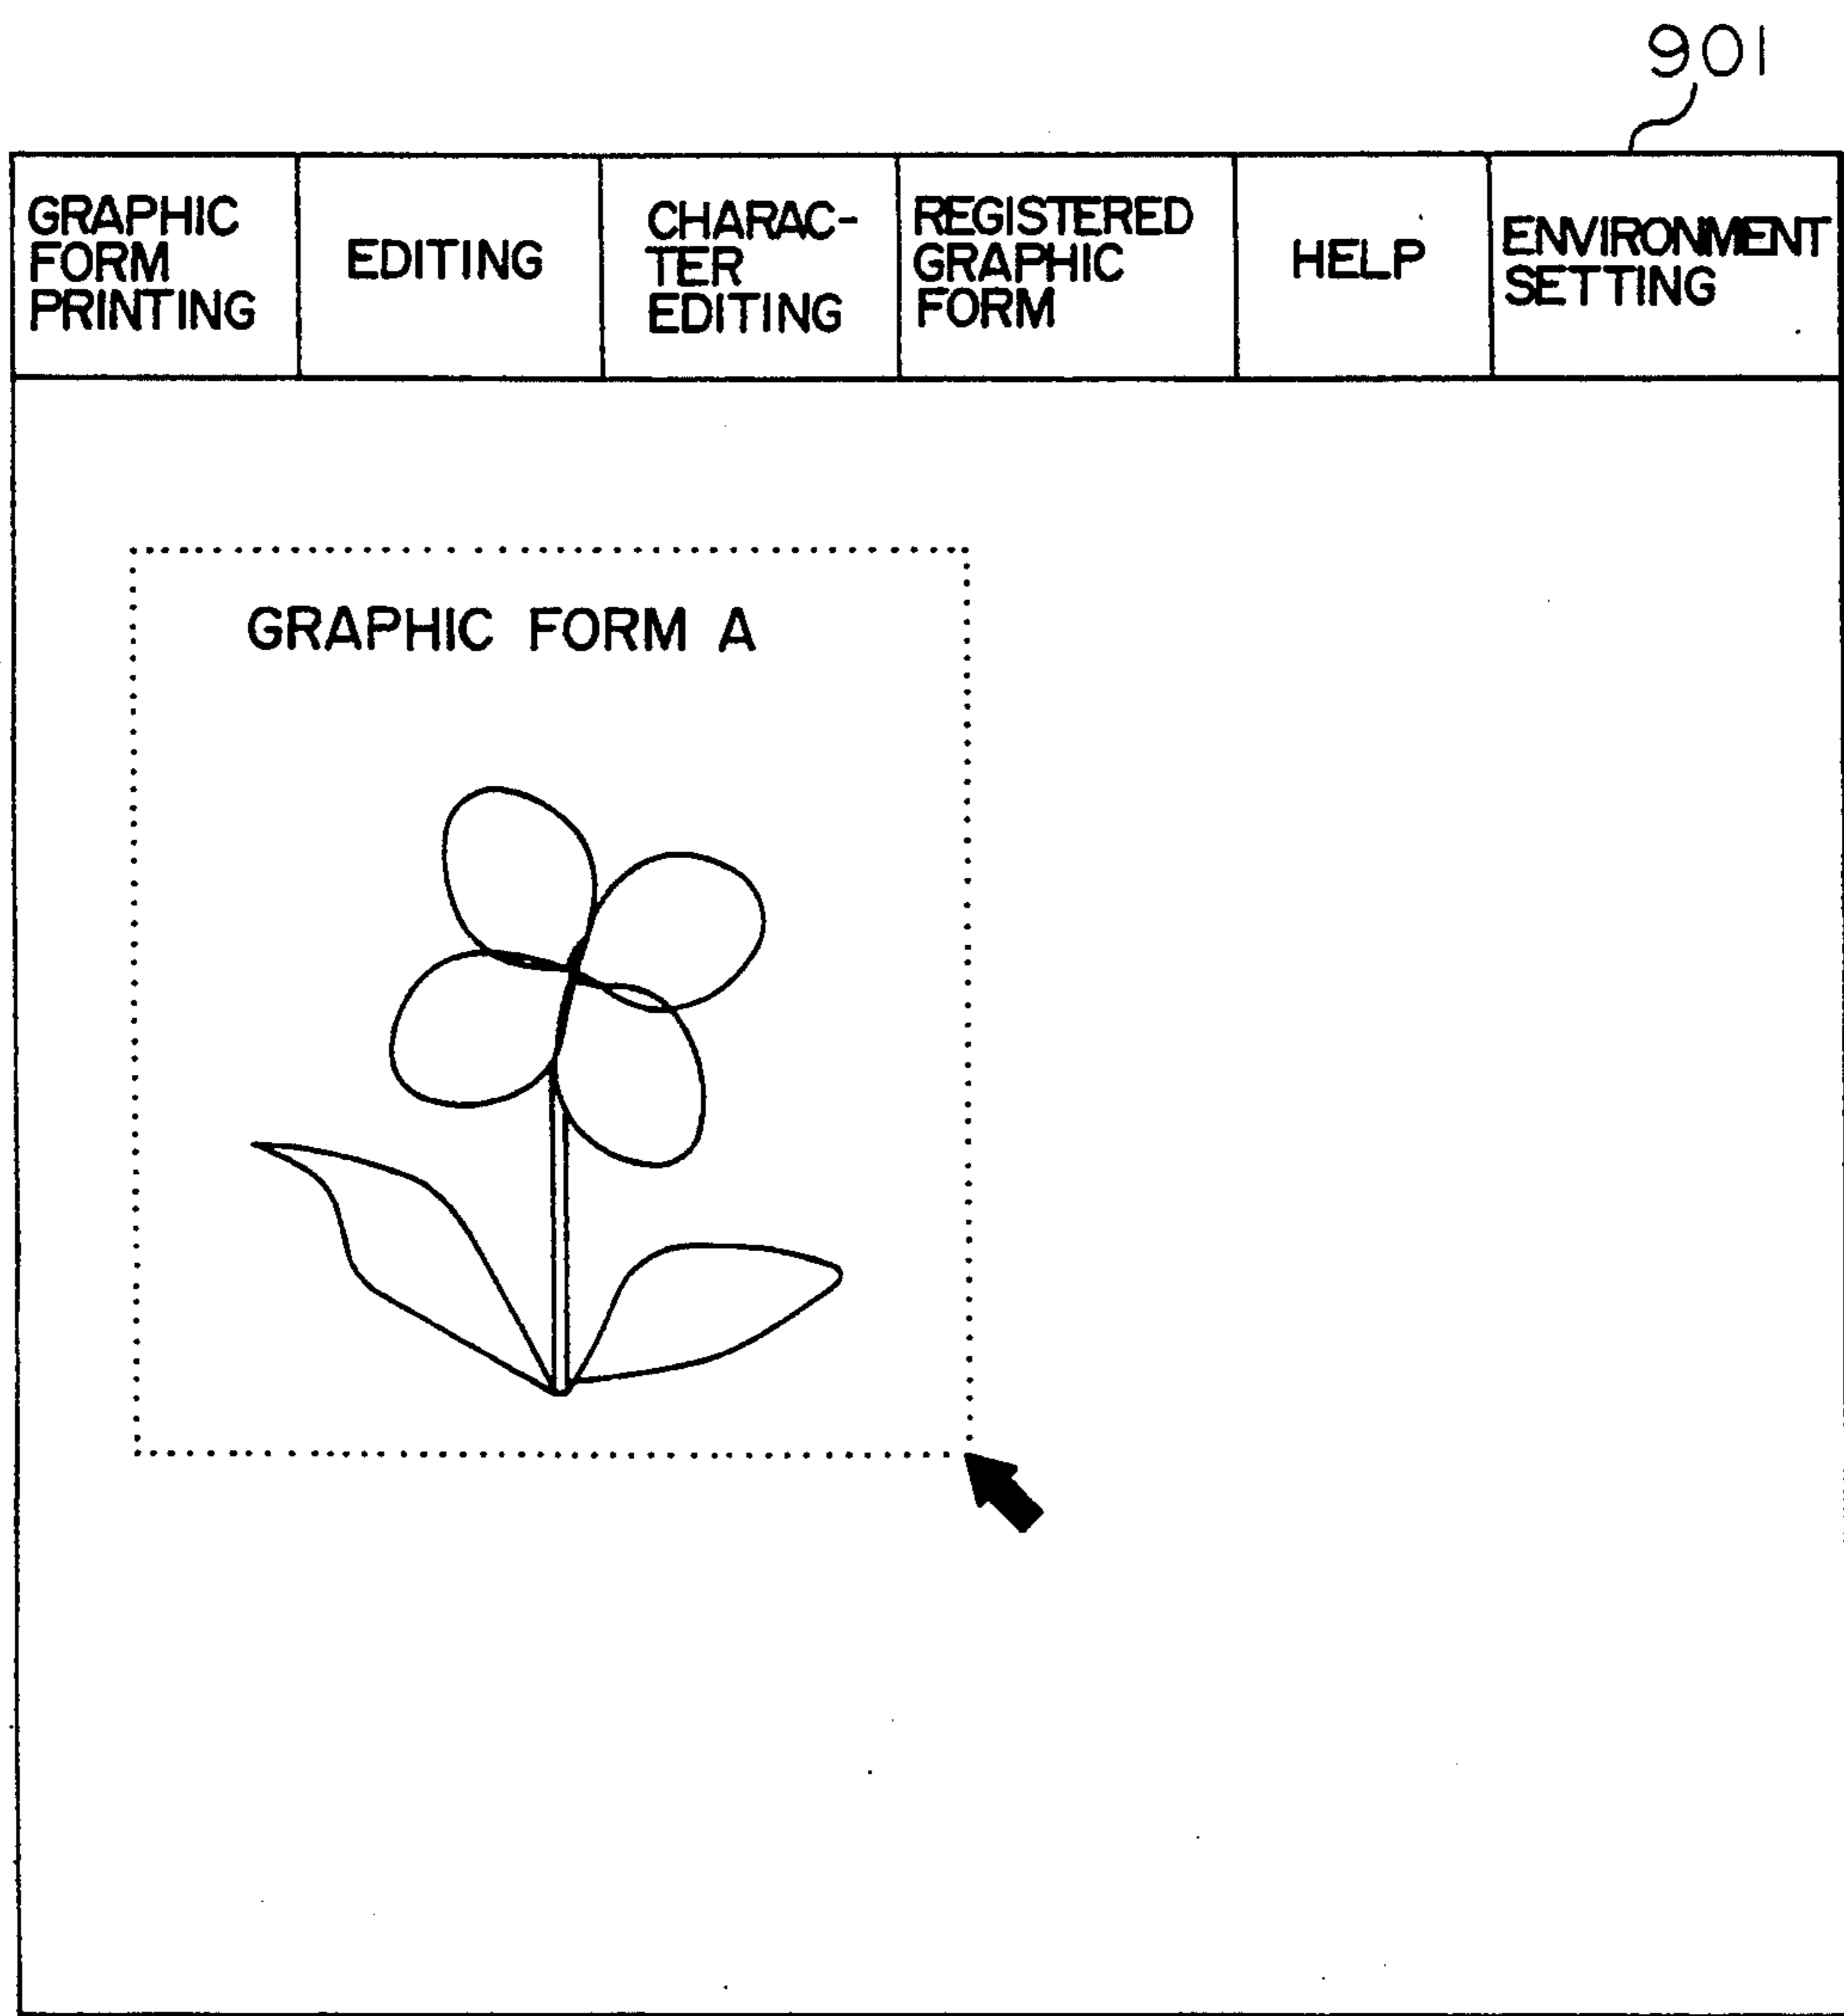 901
GRAPHIC
FORM
PRINTING
EDITING
CHARAC-
TER
EDITING
REGISTERED
GRAPHIC
FORM
HELP
ENVIRONMENT
SETTING
GRAPHIC FORM A